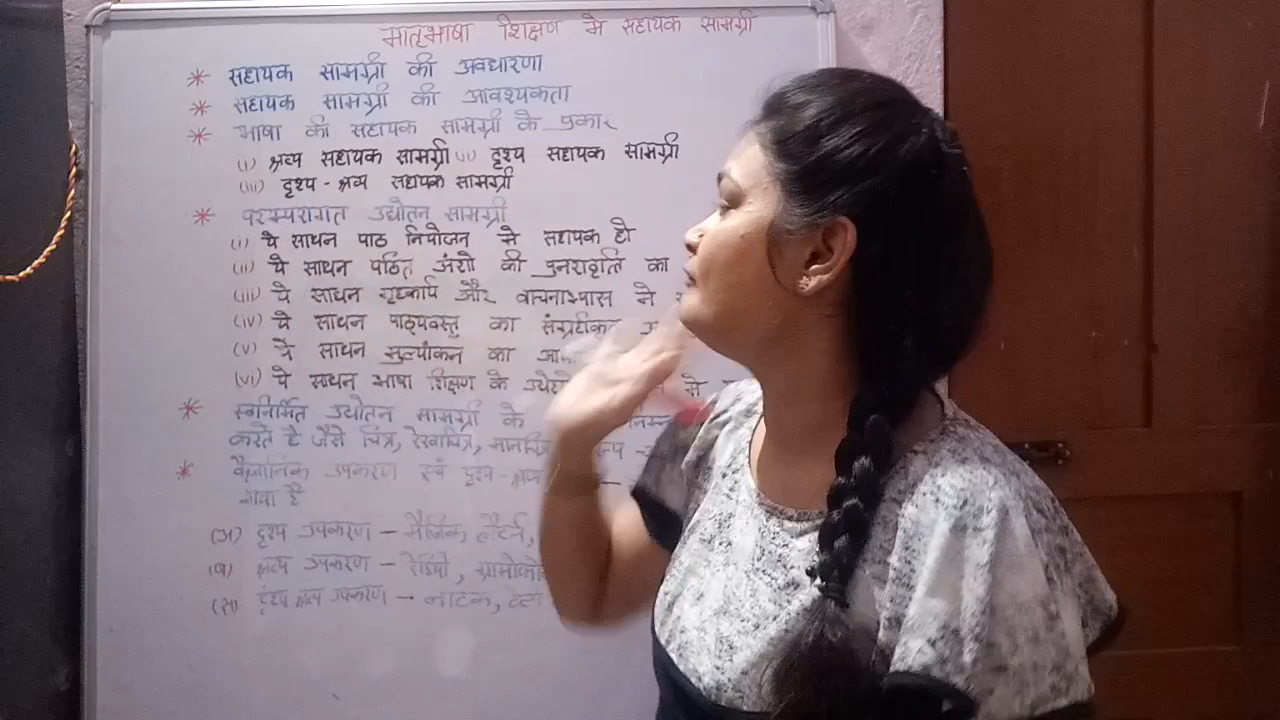 मातृभाषा शिक्षण मे सहायक सामग्री
* सहायक सामग्री की अवधारणा
* सहायक सामग्री की आवश्यकता
* भाषा की सहायक सामग्री के प्रकार
(i) श्रव्य सहायक सामग्री (ii) दृश्य सहायक सामग्री
(iii) दृश्य - श्रव्य सहायक सामग्री
* परम्परागत उद्योतन सामग्री
(i) ये साधन पाठ नियोजन मे सहायक हो
(ii) ये साधन पठित अंशो की पुनरावृति का
(iii) ये साधन गृहकार्य और वाचनाभ्यास मे
(iv) ये साधन पाठ्यवस्तु का
(v) ये साधन मुल्यांकन का
(vi) ये साधन भाषा शिक्षण के से
* स्वनिर्मित उद्योतन सामग्री के
करते है जैसे चित्र, रेखाचित्र,
* वैज्ञानिक उपकरण एवं दृश्य -
गया है
(अ) दृश्य उपकरण - मैजिक लैंटर्न,
(ब) श्रव्य उपकरण - रेडियो,
(स) दृश्य श्रव्य उपकरण - नाटक,